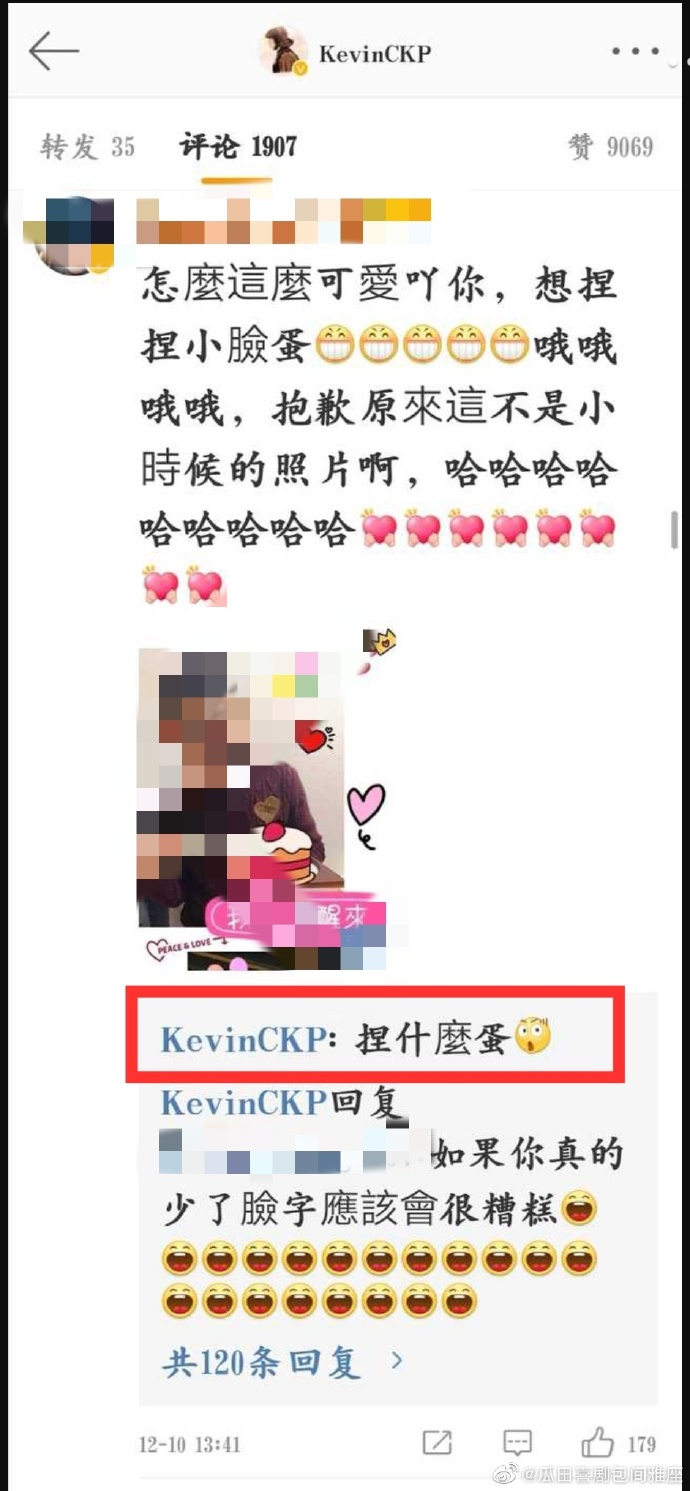 KevinCKP
转发 35 评论 1907 赞 9069
怎麼這麼可愛吖你，想捏
捏小臉蛋😁😁😁😁😁哦哦
哦哦，抱歉原來這不是小
時候的照片啊，哈哈哈哈
哈哈哈哈哈💓💓💓💓💓💓
💓💓
醒來
PEACE & LOVE
KevinCKP：捏什麼蛋😲
KevinCKP回复
如果你真的
少了臉字應該會很糟糕😄
😄😄😄😄😄😄😄😄😄😄😄
😄😄😄😄😄😄😄😄
共120条回复 >
12-10 13:41 179
@瓜田喜剧包间雅座